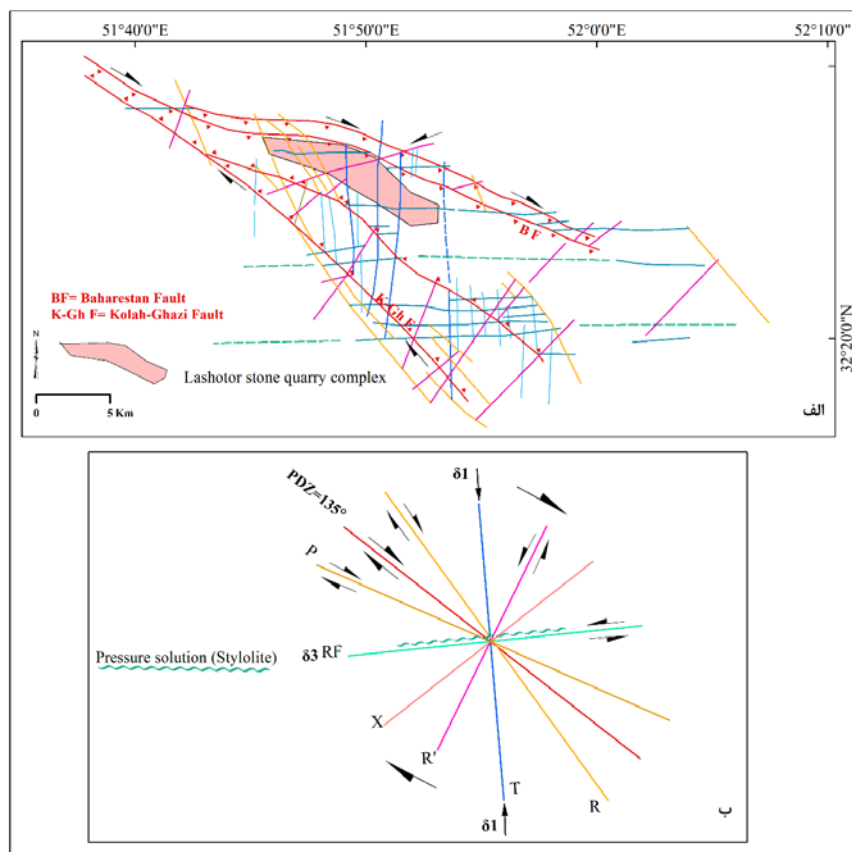 51°40'0"E 51°50'0"E 52°0'0"E 52°10'0"E
BF
BF= Baharestan Fault
K-Gh F= Kolah-Ghazi Fault
K-Gh F
N
32°20'0"N
Lashotor stone quarry complex
0 5 Km
الف
δ1
PDZ=135°
P
Pressure solution (Stylolite)
δ3 RF
X
R'
T
R
δ1
ب